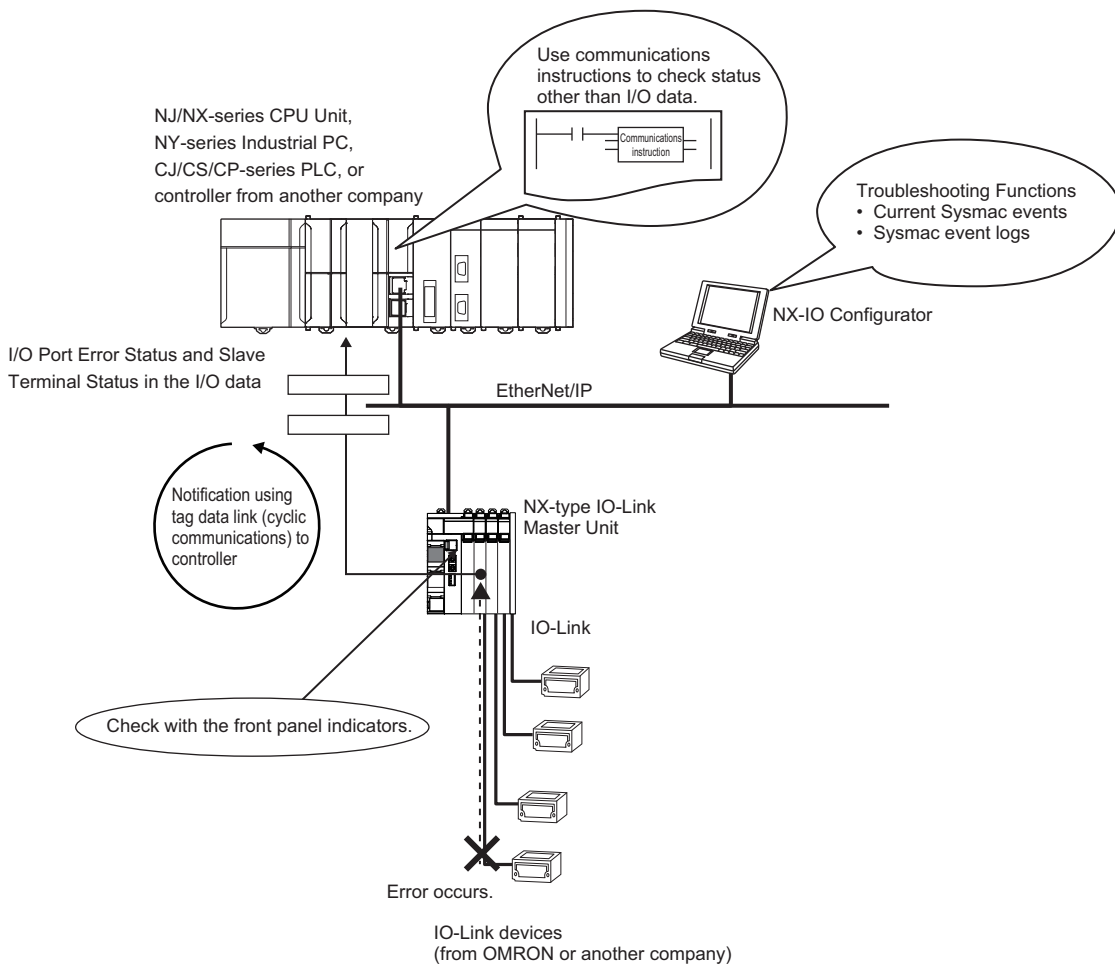 Use communications
instructions to check status
other than I/O data.
Communications
instruction
NJ/NX-series CPU Unit,
NY-series Industrial PC,
CJ/CS/CP-series PLC, or
controller from another company
Troubleshooting Functions
• Current Sysmac events
• Sysmac event logs
NX-IO Configurator
I/O Port Error Status and Slave
Terminal Status in the I/O data
EtherNet/IP
Notification using
tag data link (cyclic
communications) to
controller
NX-type IO-Link
Master Unit
IO-Link
Check with the front panel indicators.
Error occurs.
IO-Link devices
(from OMRON or another company)